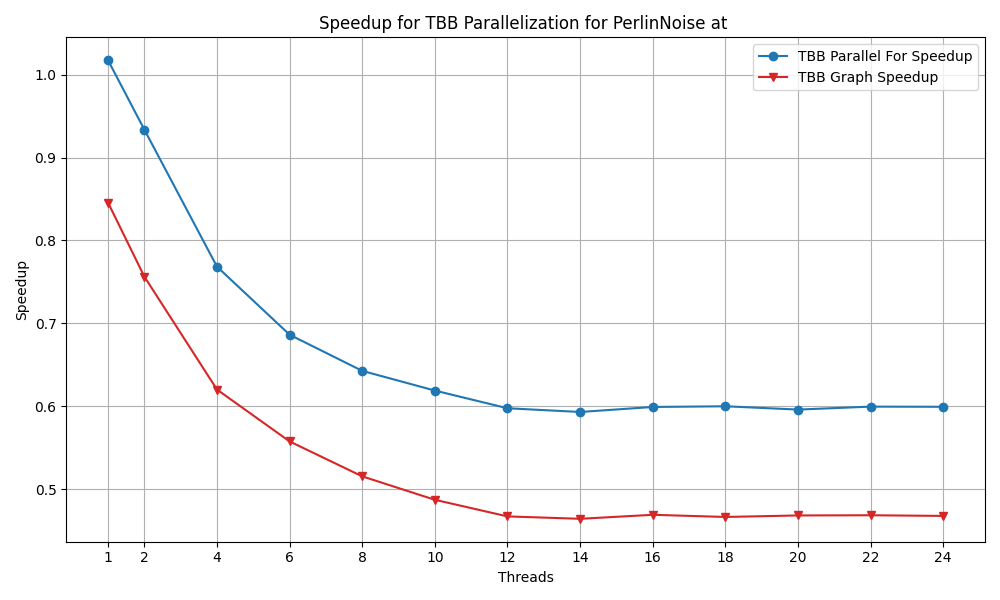 Speedup for TBB Parallelization for PerlinNoise at
TBB Parallel For Speedup
TBB Graph Speedup
Speedup
1.0
0.9
0.8
0.7
0.6
0.5
1 2 4 6 8 10 12 14 16 18 20 22 24
Threads